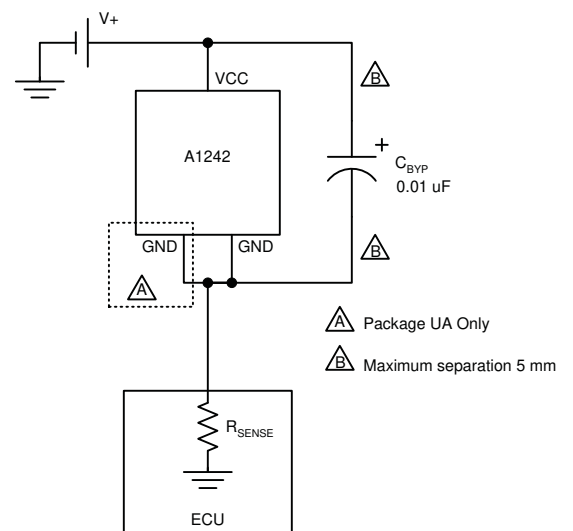 V+
VCC
B
A1242
+
C_BYP
0.01 uF
GND GND
A
B
A Package UA Only
B Maximum separation 5 mm
R_SENSE
ECU